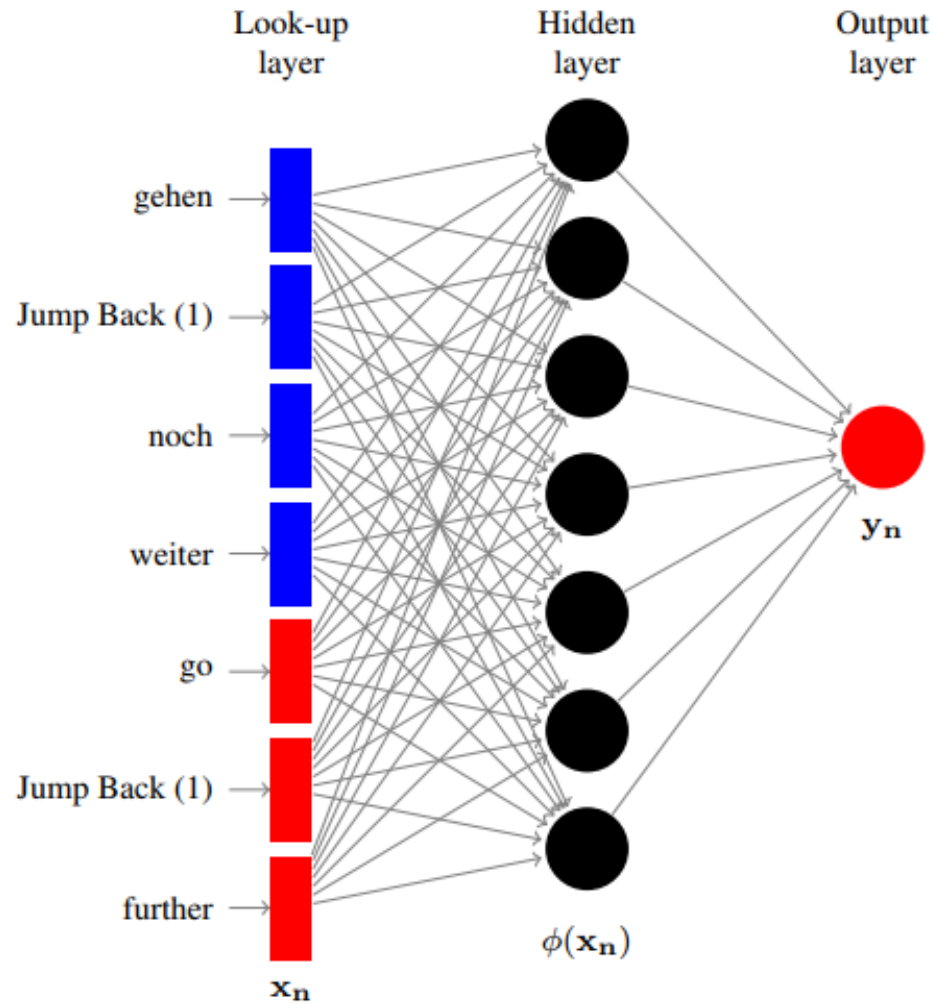 Look-up
layer
Hidden
layer
Output
layer
gehen
Jump Back (1)
noch
weiter
go
Jump Back (1)
further
xₙ
ϕ(xₙ)
yₙ